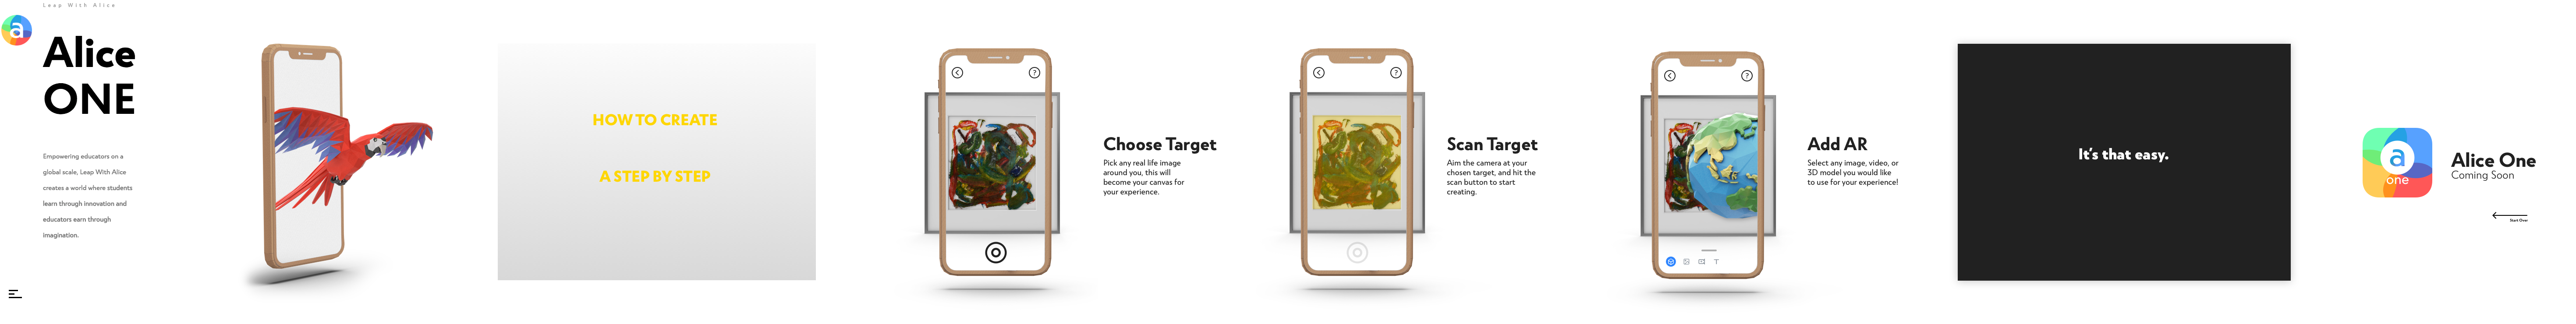 Leap With Alice
a
Alice
ONE
Empowering educators on a
global scale, Leap With Alice
creates a world where students
learn through innovation and
educators earn through
imagination.
HOW TO CREATE
A STEP BY STEP
?
Choose Target
Pick any real life image
around you, this will
become your canvas for
your experience.
?
Scan Target
Aim the camera at your
chosen target, and hit the
scan button to start
creating.
?
T
Add AR
Select any image, video, or
3D model you would like
to use for your experience!
It's that easy.
a
one
Alice One
Coming Soon
Start Over